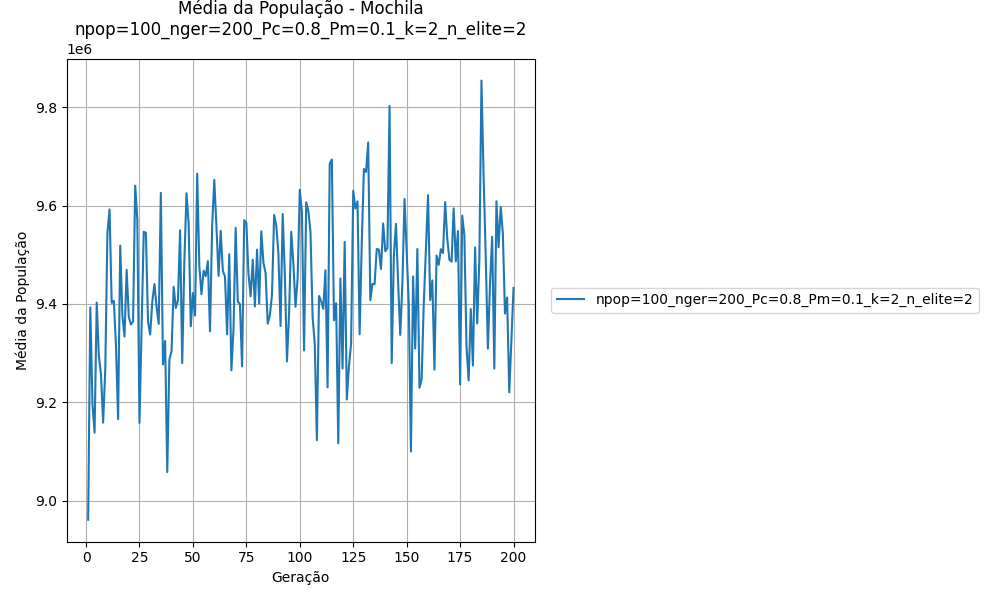 Média da População - Mochila
npop=100_nger=200_Pc=0.8_Pm=0.1_k=2_n_elite=2
1e6
9.8
9.6
9.4
9.2
9.0
Média da População
0 25 50 75 100 125 150 175 200
Geração
npop=100_nger=200_Pc=0.8_Pm=0.1_k=2_n_elite=2